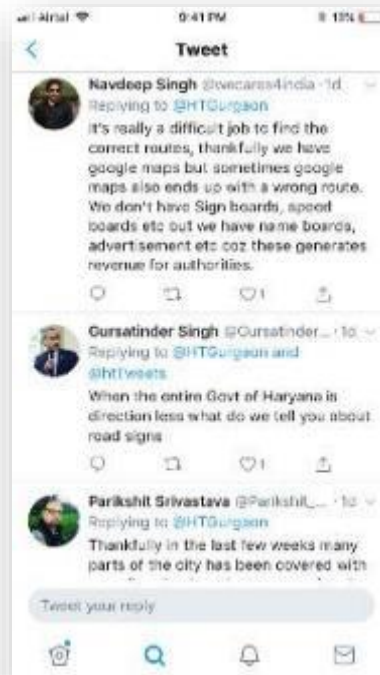 Airtel 9:41 PM 13%
Tweet
Navdeep Singh @wecares4india · 1d
Replying to @HTGurgaon
It's really a difficult job to find the
correct routes, thankfully we have
google maps but sometimes google
maps also ends up with a wrong route.
We don't have Sign boards, speed
boards etc but we have name boards,
advertisement etc coz these generates
revenue for authorities.
1
Gursatinder Singh @Gursatinder... · 1d
Replying to @HTGurgaon and
@htTweets
When the entire Govt of Haryana is
direction less what do we tell you about
road signs
1
Parikshit Srivastava @Parikshit_... · 1d
Replying to @HTGurgaon
Thankfully in the last few weeks many
parts of the city has been covered with
Tweet your reply